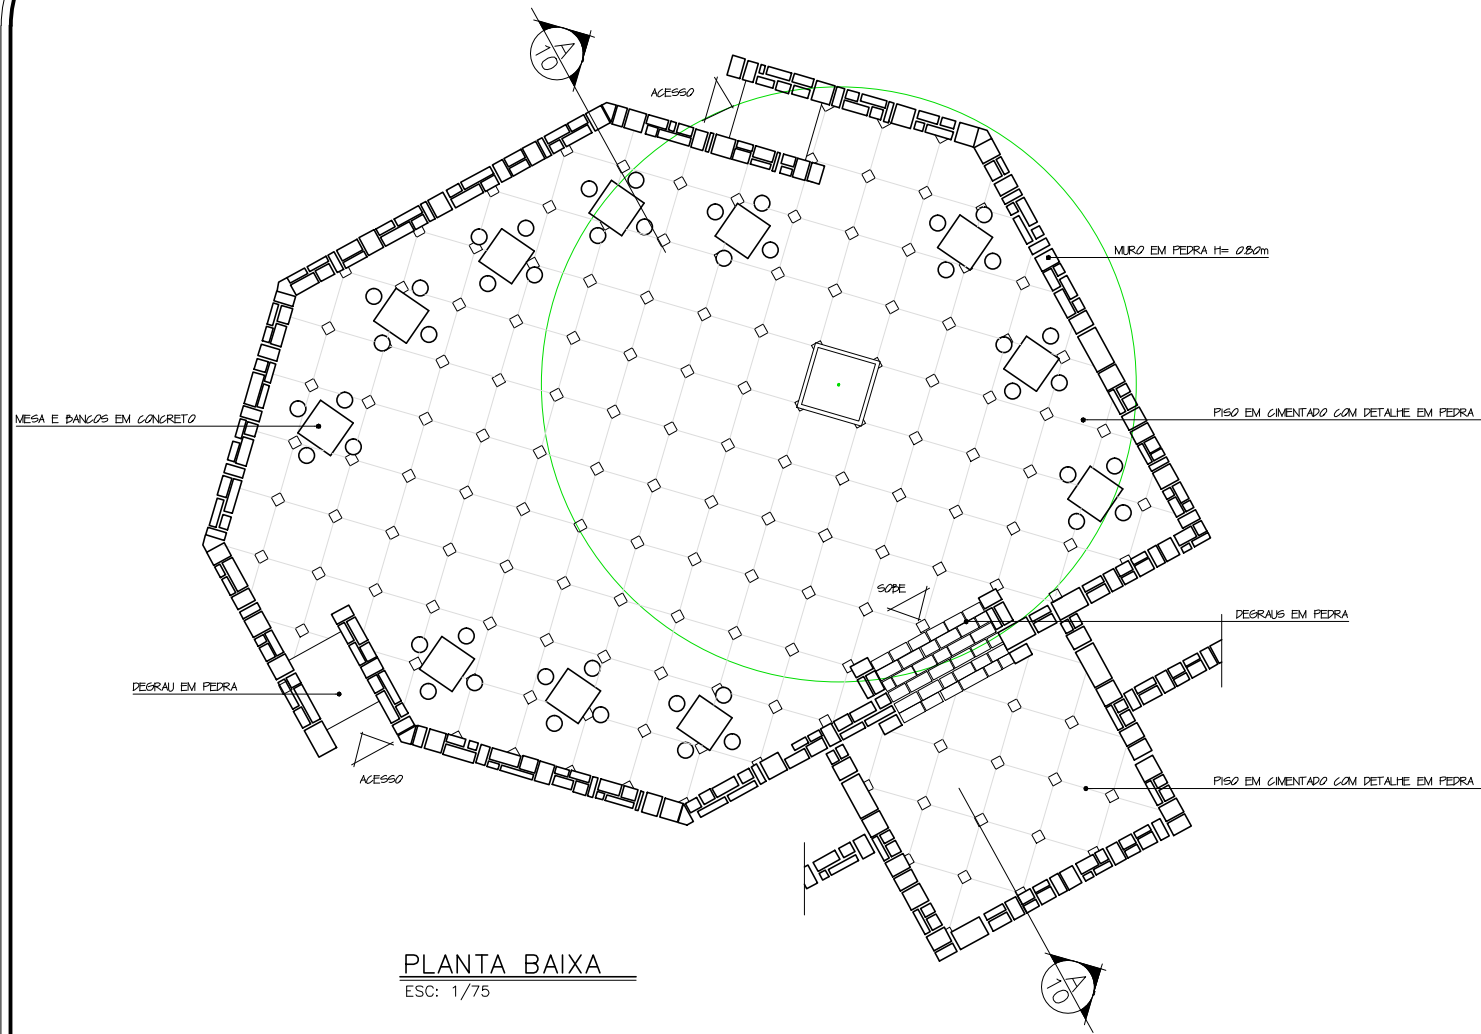 A
10
ACESSO
MURO EM PEDRA H= 0.80m
MESA E BANCOS EM CONCRETO
PISO EM CIMENTADO COM DETALHE EM PEDRA
SOBE
DEGRAUS EM PEDRA
DEGRAU EM PEDRA
ACESSO
PISO EM CIMENTADO COM DETALHE EM PEDRA
PLANTA BAIXA
ESC: 1/75
A
10